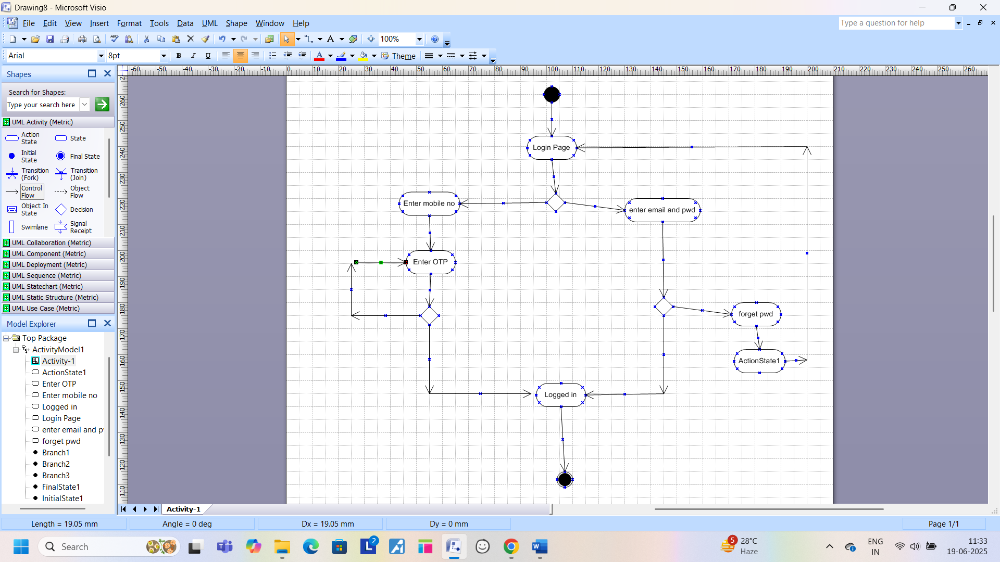 Drawing8 - Microsoft Visio
File Edit View Insert Format Tools Data UML Shape Window Help
Type a question for help
100%
Arial 8pt B I U Theme
Shapes
Search for Shapes:
Type your search here
UML Activity (Metric)
Action State
State
Initial State
Final State
Transition (Fork)
Transition (Join)
Control Flow
Object Flow
Object In State
Decision
Swimlane
Signal Receipt
UML Collaboration (Metric)
UML Component (Metric)
UML Deployment (Metric)
UML Sequence (Metric)
UML Statechart (Metric)
UML Static Structure (Metric)
UML Use Case (Metric)
Model Explorer
Top Package
ActivityModel1
Activity-1
ActionState1
Enter OTP
Enter mobile no
Logged in
Login Page
enter email and p
forget pwd
Branch1
Branch2
Branch3
FinalState1
InitialState1
-60 -50 -40 -30 -20 -10 0 10 20 30 40 50 60 70 80 90 100 110 120 130 140 150 160 170 180 190 200 210 220 230 240 250 260
260 250 240 230 220 210 200 190 180 170 160 150 140 130 120 110
Login Page
Enter mobile no
enter email and pwd
Enter OTP
forget pwd
ActionState1
Logged in
Activity-1
Length = 19.05 mm
Angle = 0 deg
Dx = 19.05 mm
Dy = 0 mm
Page 1/1
Search
2
5
28°C
Haze
ENG
IN
11:33
19-06-2025